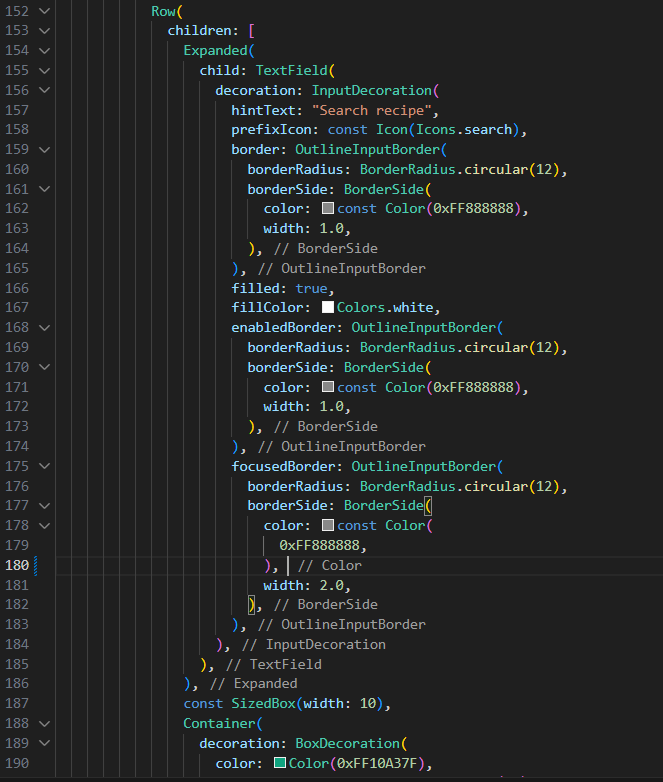 152 Row(
153 children: [
154 Expanded(
155 child: TextField(
156 decoration: InputDecoration(
157 hintText: "Search recipe",
158 prefixIcon: const Icon(Icons.search),
159 border: OutlineInputBorder(
160 borderRadius: BorderRadius.circular(12),
161 borderSide: BorderSide(
162 color: const Color(0xFF888888),
163 width: 1.0,
164 ), // BorderSide
165 ), // OutlineInputBorder
166 filled: true,
167 fillColor: Colors.white,
168 enabledBorder: OutlineInputBorder(
169 borderRadius: BorderRadius.circular(12),
170 borderSide: BorderSide(
171 color: const Color(0xFF888888),
172 width: 1.0,
173 ), // BorderSide
174 ), // OutlineInputBorder
175 focusedBorder: OutlineInputBorder(
176 borderRadius: BorderRadius.circular(12),
177 borderSide: BorderSide(
178 color: const Color(
179 0xFF888888,
180 ), // Color
181 width: 2.0,
182 ), // BorderSide
183 ), // OutlineInputBorder
184 ), // InputDecoration
185 ), // TextField
186 ), // Expanded
187 const SizedBox(width: 10),
188 Container(
189 decoration: BoxDecoration(
190 color: Color(0xFF10A37F),